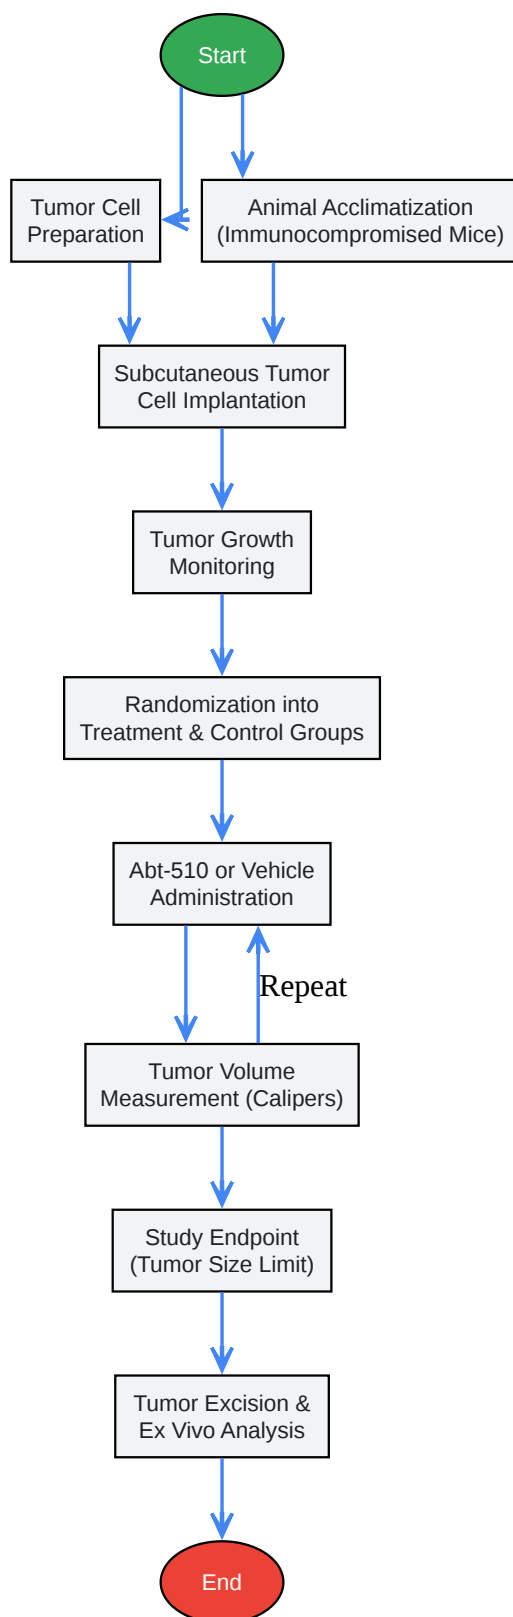 Start
Tumor Cell
Preparation
Animal Acclimatization
(Immunocompromised Mice)
Subcutaneous Tumor
Cell Implantation
Tumor Growth
Monitoring
Randomization into
Treatment & Control Groups
Abt-510 or Vehicle
Administration
Repeat
Tumor Volume
Measurement (Calipers)
Study Endpoint
(Tumor Size Limit)
Tumor Excision &
Ex Vivo Analysis
End